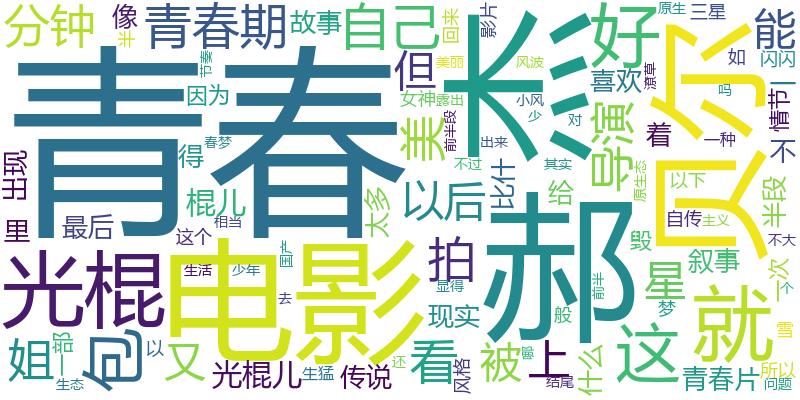 分钟
像
半
青春期
故事
自己
回来
影片
好
原生
三星
能
节奏
因为
但
美丽
风波
喜欢
潦草
如
闪闪
女神
露出
小风
少
吗
情节
青春
杰
贝尔
美
前半段
导演
对
着
一种
不
出现
得
春梦
棍儿
太多
以后
不过
出来
比什
给
其实
原生态
以下
半段
里
最后
相当
这个
郝
毁
自传
主义
不大
光棍
电影
拍
星
叙事
一次
生活
少年
国产
去
显得
现实
般
前半
梦
个
就
姐
一部
包
以
又
光棍儿
生猛
传说
还
看
风格
被
上
结尾
什么
这
青春片
雪
所以
生态
问题